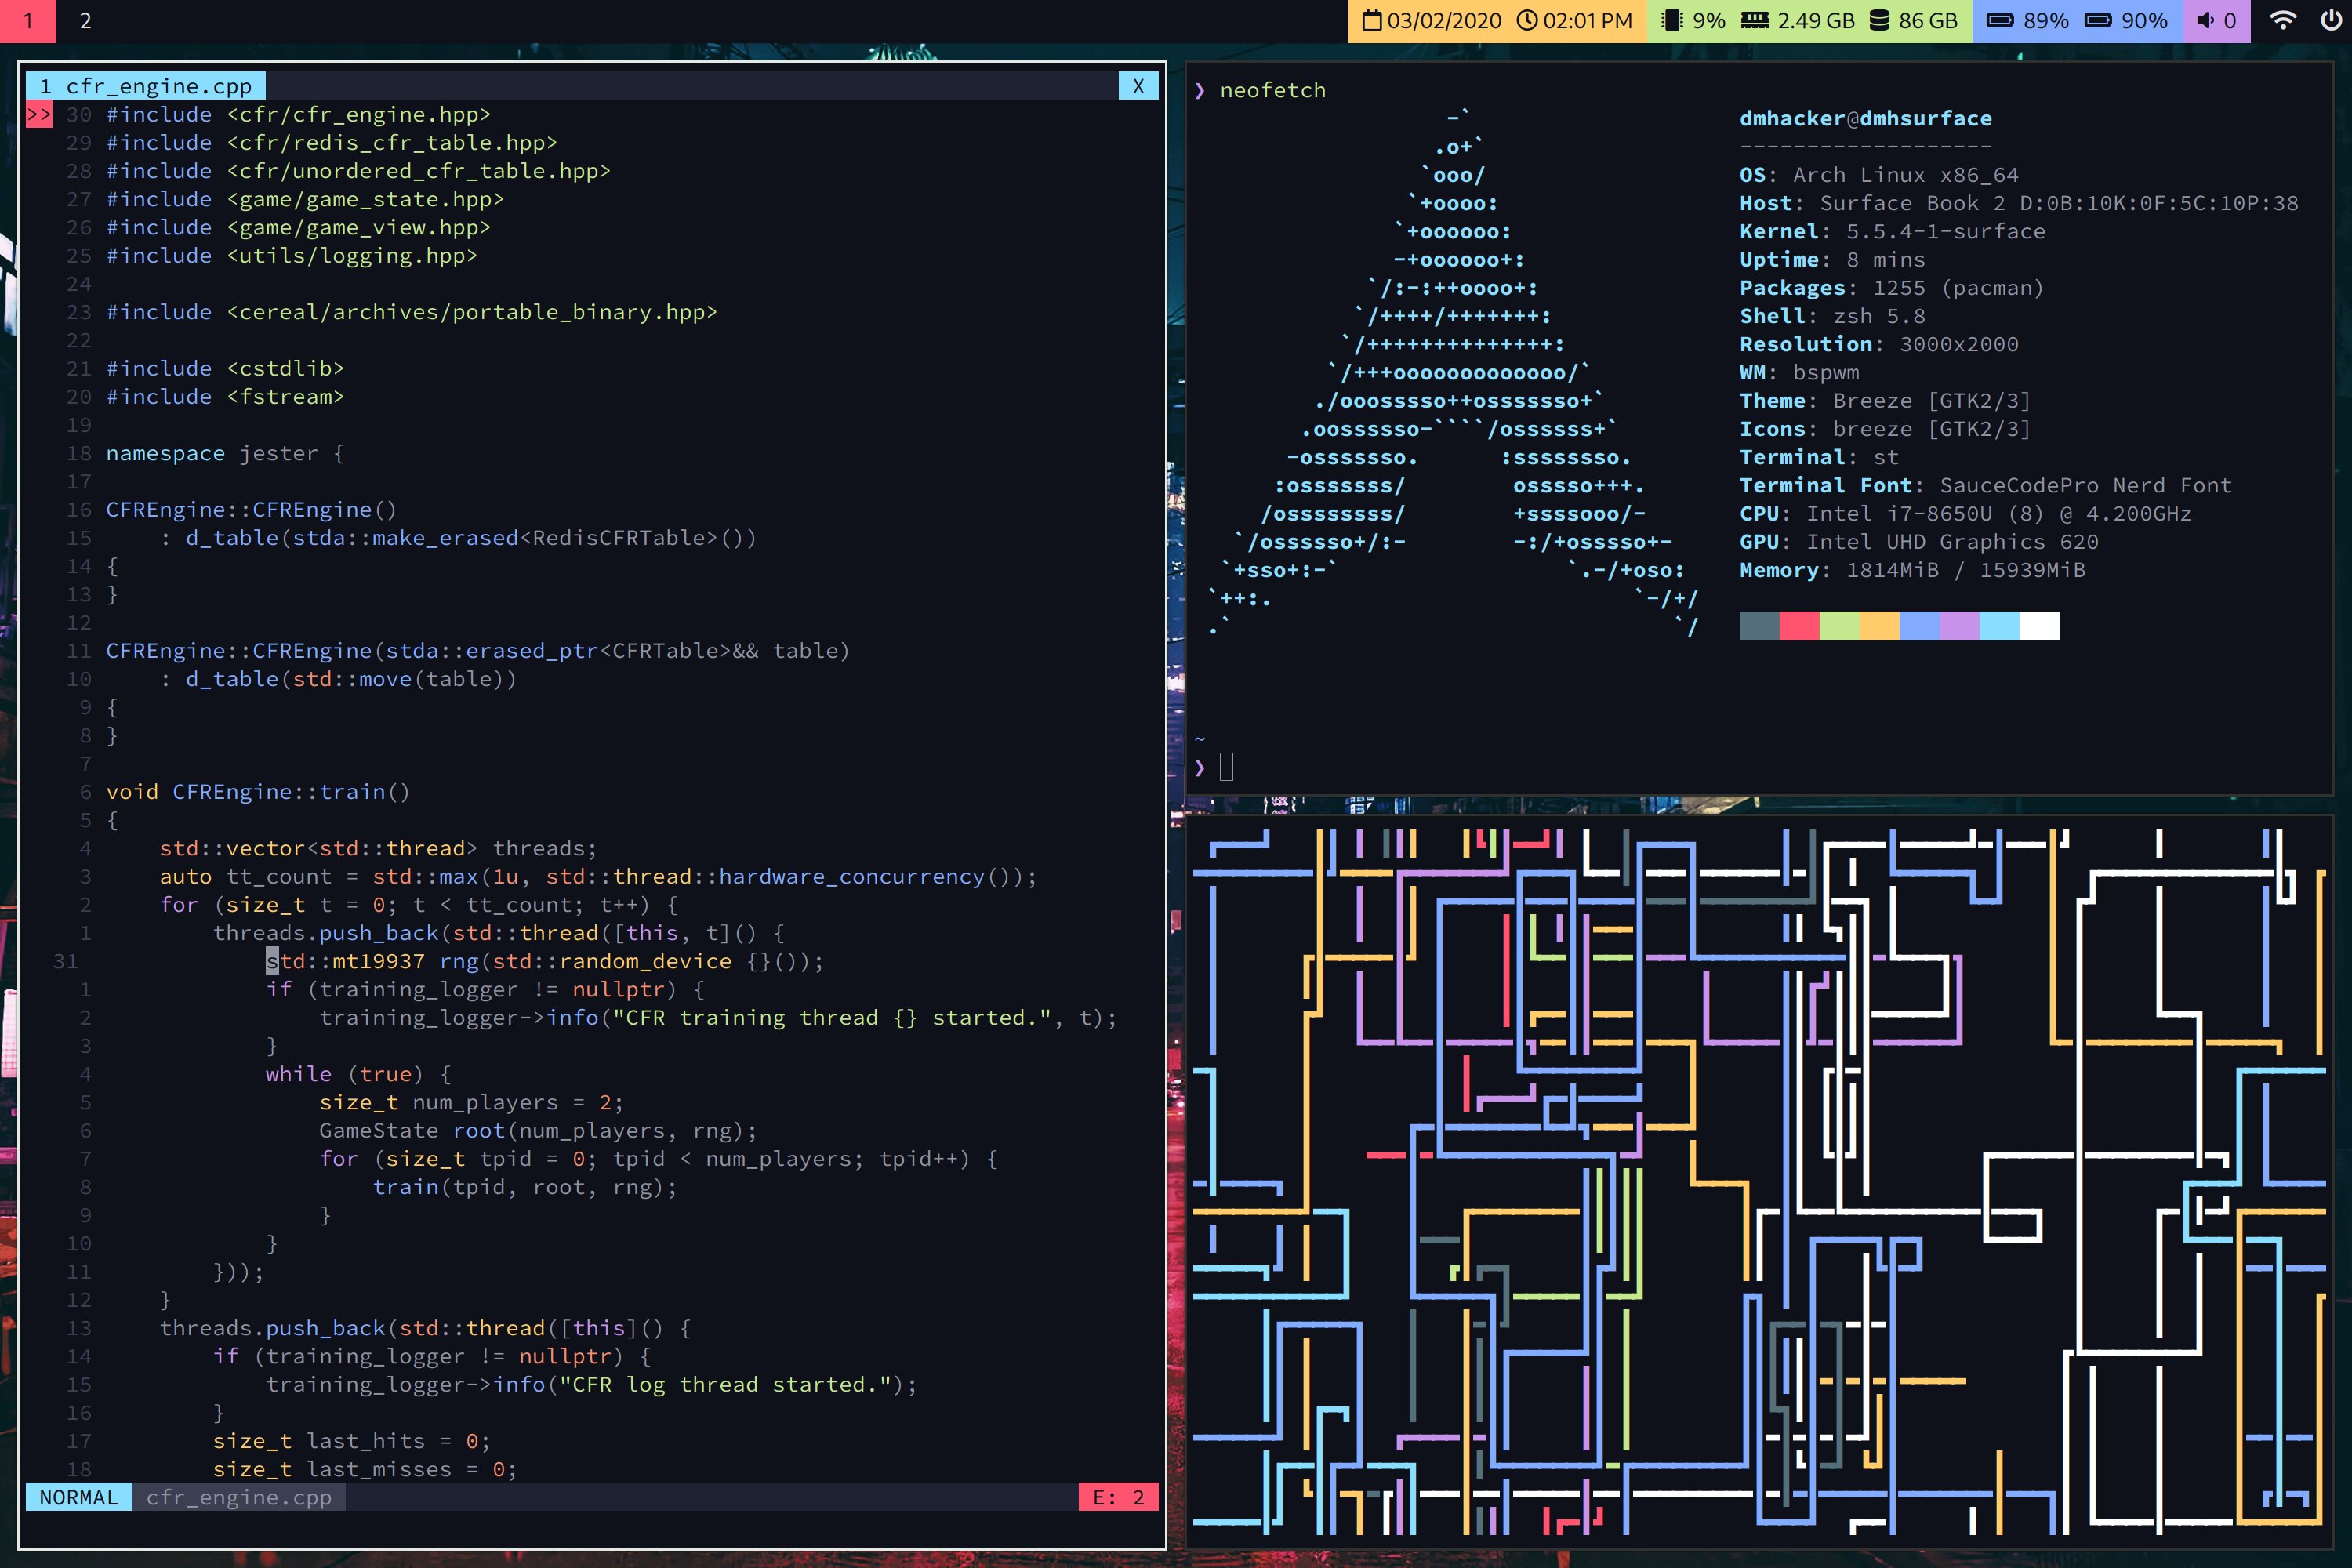 1 2 03/02/2020 02:01 PM 9% 2.49 GB 86 GB 89% 90% 0
1 cfr_engine.cpp X
>> 30 #include <cfr/cfr_engine.hpp>
29 #include <cfr/redis_cfr_table.hpp>
28 #include <cfr/unordered_cfr_table.hpp>
27 #include <game/game_state.hpp>
26 #include <game/game_view.hpp>
25 #include <utils/logging.hpp>
24
23 #include <cereal/archives/portable_binary.hpp>
22
21 #include <cstdlib>
20 #include <fstream>
19
18 namespace jester {
17
16 CFREngine::CFREngine()
15     : d_table(stda::make_erased<RedisCFRTable>())
14 {
13 }
12
11 CFREngine::CFREngine(stda::erased_ptr<CFRTable>&& table)
10     : d_table(std::move(table))
9 {
8 }
7
6 void CFREngine::train()
5 {
4     std::vector<std::thread> threads;
3     auto tt_count = std::max(1u, std::thread::hardware_concurrency());
2     for (size_t t = 0; t < tt_count; t++) {
1         threads.push_back(std::thread([this, t]() {
31             std::mt19937 rng(std::random_device {}());
1             if (training_logger != nullptr) {
2                 training_logger->info("CFR training thread {} started.", t);
3             }
4             while (true) {
5                 size_t num_players = 2;
6                 GameState root(num_players, rng);
7                 for (size_t tpid = 0; tpid < num_players; tpid++) {
8                     train(tpid, root, rng);
9                 }
10             }
11         }));
12     }
13     threads.push_back(std::thread([this]() {
14         if (training_logger != nullptr) {
15             training_logger->info("CFR log thread started.");
16         }
17         size_t last_hits = 0;
18         size_t last_misses = 0;
NORMAL cfr_engine.cpp E: 2
❯ neofetch
-`
.o+`
`ooo/
`+oooo:
`+oooooo:
-+oooooo+:
`/:-:++oooo+:
`/++++/+++++++:
`/++++++++++++++:
`/+++ooooooooooooo/`
./ooosssso++osssssso+`
.oossssso-````/ossssss+`
-osssssso.      :ssssssso.
:osssssss/        osssso+++.
/ossssssss/        +ssssooo/-
`/ossssso+/:-        -:/+osssso+-
`+sso+:-`                 `.-/+oso:
`++:.                           `-/+/
.`                                 `/
dmhacker@dmhsurface
-------------------
OS: Arch Linux x86_64
Host: Surface Book 2 D:0B:10K:0F:5C:10P:38
Kernel: 5.5.4-1-surface
Uptime: 8 mins
Packages: 1255 (pacman)
Shell: zsh 5.8
Resolution: 3000x2000
WM: bspwm
Theme: Breeze [GTK2/3]
Icons: breeze [GTK2/3]
Terminal: st
Terminal Font: SauceCodePro Nerd Font
CPU: Intel i7-8650U (8) @ 4.200GHz
GPU: Intel UHD Graphics 620
Memory: 1814MiB / 15939MiB
~
❯